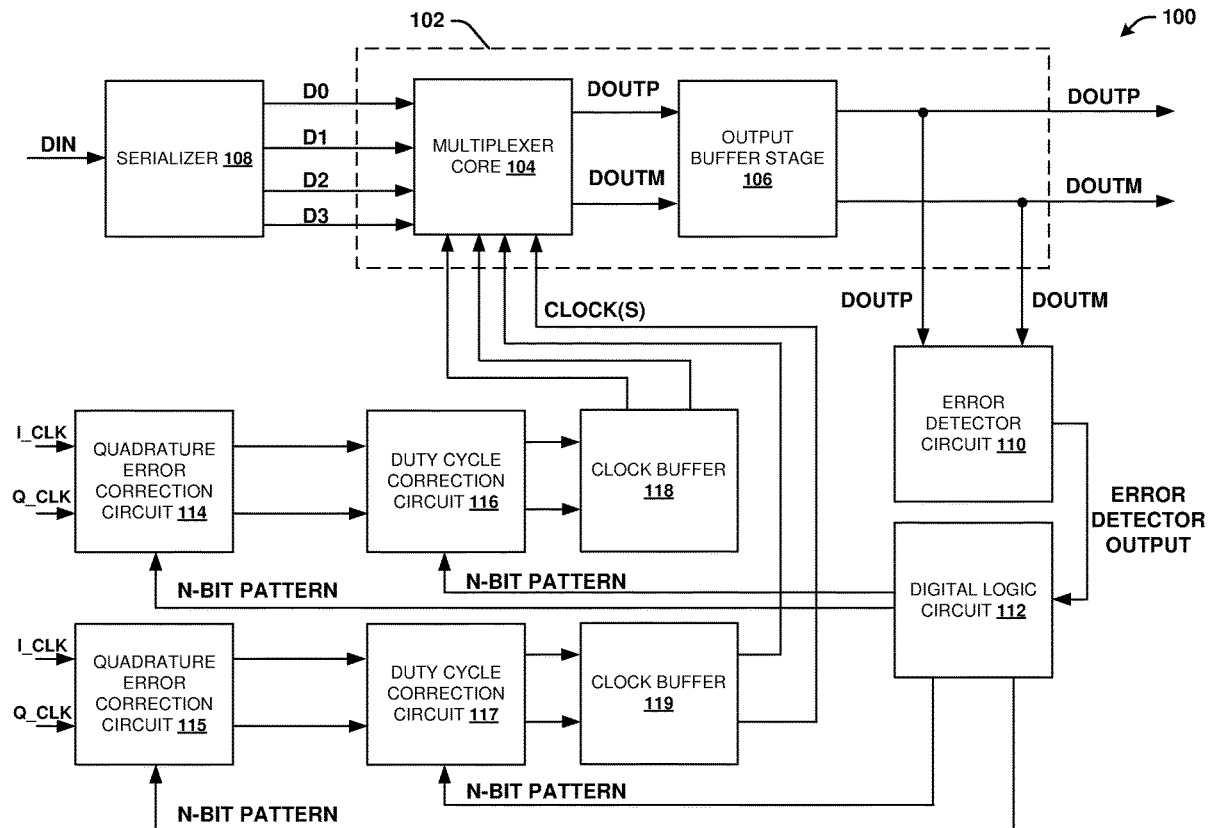 102
100
DIN
SERIALIZER 108
D0
D1
D2
D3
MULTIPLEXER
CORE 104
DOUTP
DOUTM
OUTPUT
BUFFER STAGE
106
DOUTP
DOUTM
CLOCK(S)
DOUTP
DOUTM
ERROR
DETECTOR
CIRCUIT 110
ERROR
DETECTOR
OUTPUT
I_CLK
Q_CLK
QUADRATURE
ERROR
CORRECTION
CIRCUIT 114
DUTY CYCLE
CORRECTION
CIRCUIT 116
CLOCK BUFFER
118
DIGITAL LOGIC
CIRCUIT 112
N-BIT PATTERN
N-BIT PATTERN
I_CLK
Q_CLK
QUADRATURE
ERROR
CORRECTION
CIRCUIT 115
DUTY CYCLE
CORRECTION
CIRCUIT 117
CLOCK BUFFER
119
N-BIT PATTERN
N-BIT PATTERN